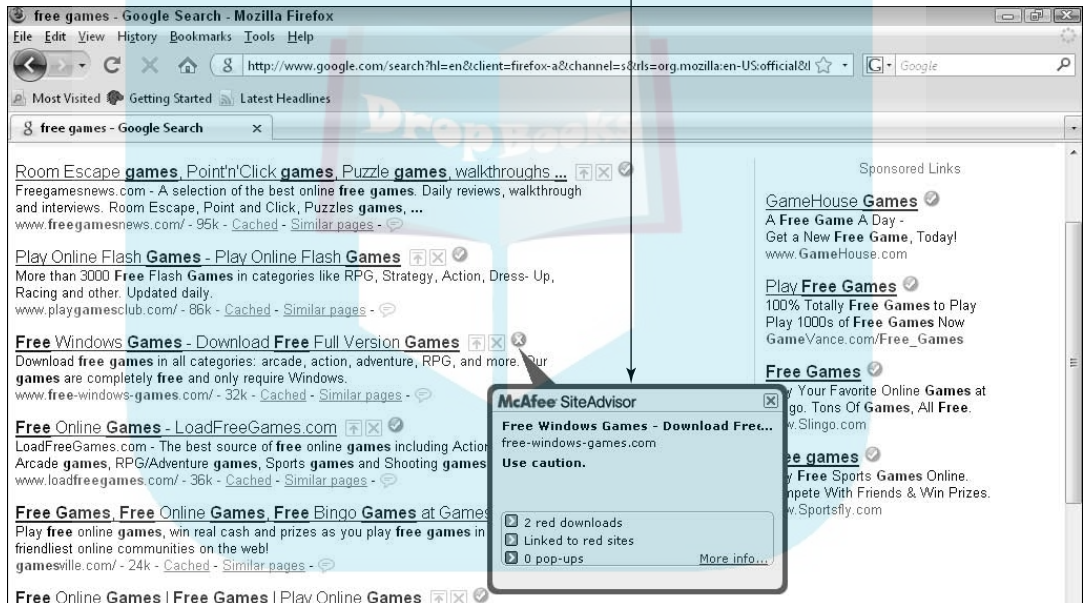 free games - Google Search - Mozilla Firefox
File Edit View History Bookmarks Tools Help
http://www.google.com/search?hl=en&client=firefox-a&channel=s&rls=org.mozilla:en-US:official&
Google
Most Visited Getting Started Latest Headlines
free games - Google Search
DropBooks
Room Escape games, Point'n'Click games, Puzzle games, walkthroughs ...
Freegamesnews.com - A selection of the best online free games. Daily reviews, walkthrough
and interviews. Room Escape, Point and Click, Puzzles games, ...
www.freegamesnews.com/ - 95k - Cached - Similar pages -
Play Online Flash Games - Play Online Flash Games
More than 3000 Free Flash Games in categories like RPG, Strategy, Action, Dress- Up,
Racing and other. Updated daily.
www.playgamesclub.com/ - 86k - Cached - Similar pages -
Free Windows Games - Download Free Full Version Games
Download free games in all categories: arcade, action, adventure, RPG, and more. Our
games are completely free and only require Windows.
www.free-windows-games.com/ - 32k - Cached - Similar pages -
Free Online Games - LoadFreeGames.com
LoadFreeGames.com - The best source of free online games including Action
Arcade games, RPG/Adventure games, Sports games and Shooting games
www.loadfreegames.com/ - 36k - Cached - Similar pages -
Free Games, Free Online Games, Free Bingo Games at Games
Play free online games, win real cash and prizes as you play free games in
friendliest online communities on the web!
gamesville.com/ - 24k - Cached - Similar pages -
Free Online Games | Free Games | Play Online Games
McAfee SiteAdvisor
Free Windows Games - Download Free...
free-windows-games.com
Use caution.
2 red downloads
Linked to red sites
0 pop-ups More info...
Sponsored Links
GameHouse Games
A Free Game A Day -
Get a New Free Game, Today!
www.GameHouse.com
Play Free Games
100% Totally Free Games to Play
Play 1000s of Free Games Now
GameVance.com/Free_Games
Free Games
Your Favorite Online Games at
go. Tons Of Games, All Free.
w.Slingo.com
ee games
Free Sports Games Online.
mpete With Friends & Win Prizes.
w.Sportsfly.com